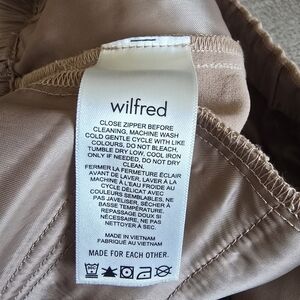 wilfred
CLOSE ZIPPER BEFORE
CLEANING, MACHINE WASH
COLD GENTLE CYCLE WITH LIKE
COLOURS, DO NOT BLEACH,
TUMBLE DRY LOW, COOL IRON
ONLY IF NEEDED, DO NOT DRY
CLEAN.
FERMER LA FERMETURE ÉCLAIR
AVANT DE LAVER, LAVER À LA
MACHINE À L'EAU FROIDE AU
CYCLE DÉLICAT AVEC
COULEURS SEMBLABLES, NE
PAS JAVELISER, SÉCHER À
BASSE TEMPÉRATURE,
REPASSAGE DOUX SI
NÉCESSAIRE, NE PAS
NETTOYER À SEC.
MADE IN VIETNAM
FABRIQUÉ AU VIETNAM
MADE FOR EACH OTHER.